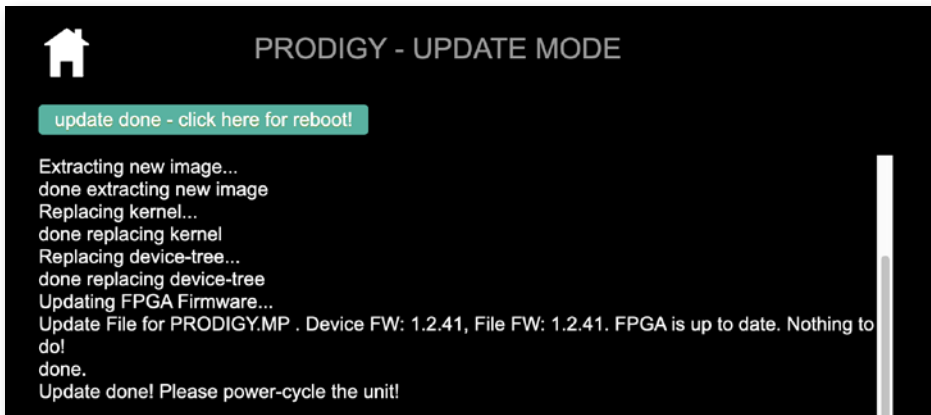 PRODIGY - UPDATE MODE
update done - click here for reboot!
Extracting new image...
done extracting new image
Replacing kernel...
done replacing kernel
Replacing device-tree...
done replacing device-tree
Updating FPGA Firmware...
Update File for PRODIGY.MP . Device FW: 1.2.41, File FW: 1.2.41. FPGA is up to date. Nothing to
do!
done.
Update done! Please power-cycle the unit!